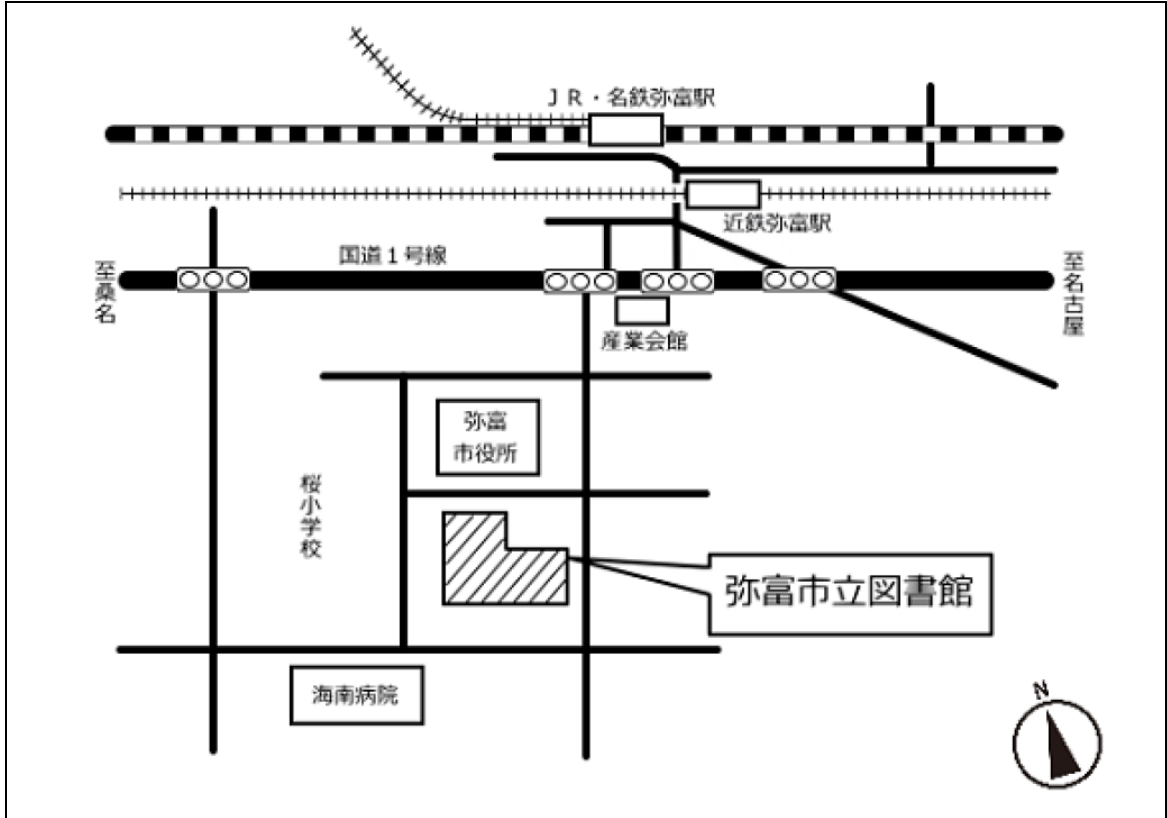 ＪＲ・名鉄弥富駅
近鉄弥富駅
国道１号線
至桑名
至名古屋
産業会館
弥富
市役所
桜小学校
弥富市立図書館
海南病院
N